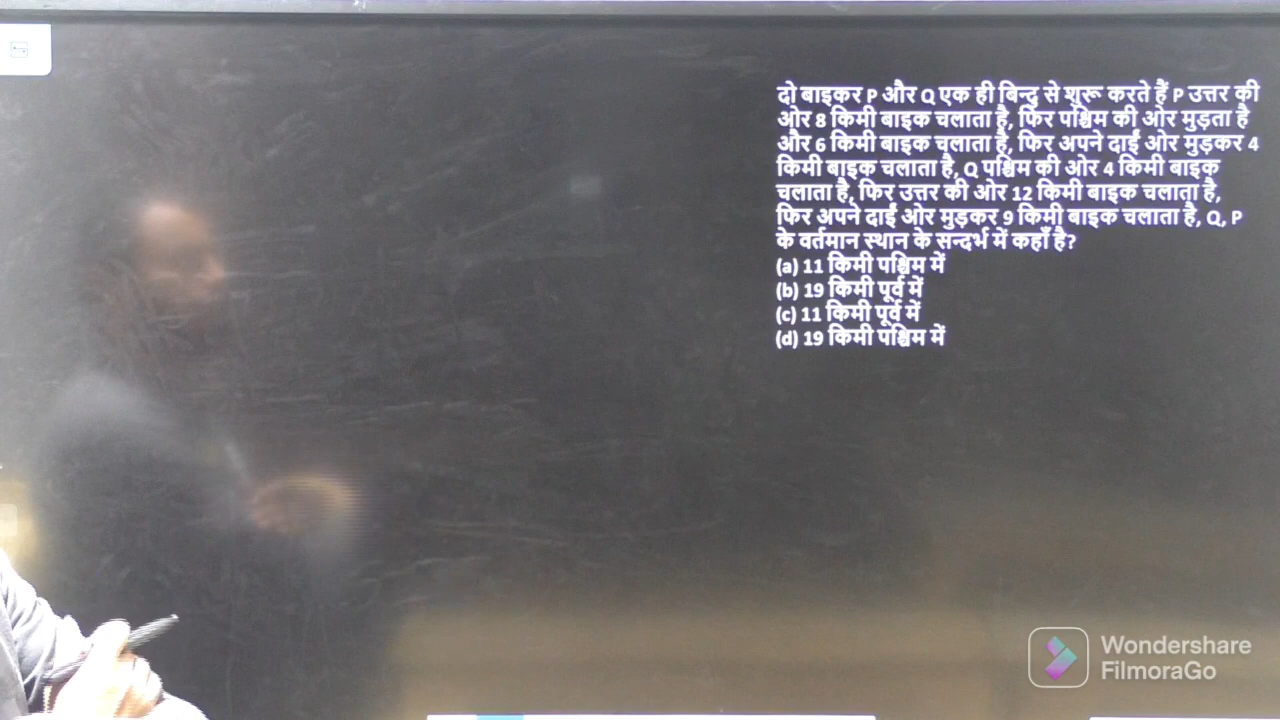 दो बाइकर P और Q एक ही बिन्दु से शुरू करते हैं P उत्तर की
ओर 8 किमी बाइक चलाता है, फिर पश्चिम की ओर मुड़ता है
और 6 किमी बाइक चलाता है, फिर अपने दाईं ओर मुड़कर 4
किमी बाइक चलाता है, Q पश्चिम की ओर 4 किमी बाइक
चलाता है, फिर उत्तर की ओर 12 किमी बाइक चलाता है,
फिर अपने दाईं ओर मुड़कर 9 किमी बाइक चलाता है, Q, P
के वर्तमान स्थान के सन्दर्भ में कहाँ है?
(a) 11 किमी पश्चिम में
(b) 19 किमी पूर्व में
(c) 11 किमी पूर्व में
(d) 19 किमी पश्चिम में
Wondershare
FilmoraGo